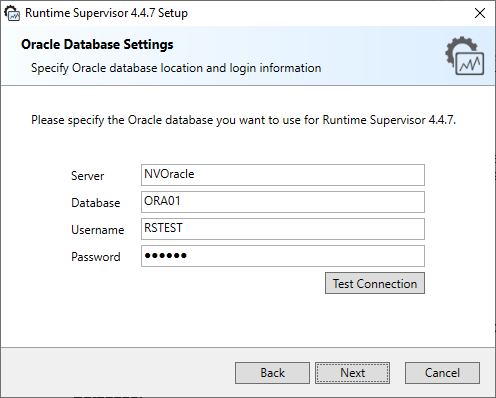 Runtime Supervisor 4.4.7 Setup
Oracle Database Settings
Specify Oracle database location and login information
Please specify the Oracle database you want to use for Runtime Supervisor 4.4.7.
Server NVOracle
Database ORA01
Username RSTEST
Password ●●●●●●
Test Connection
Back Next Cancel